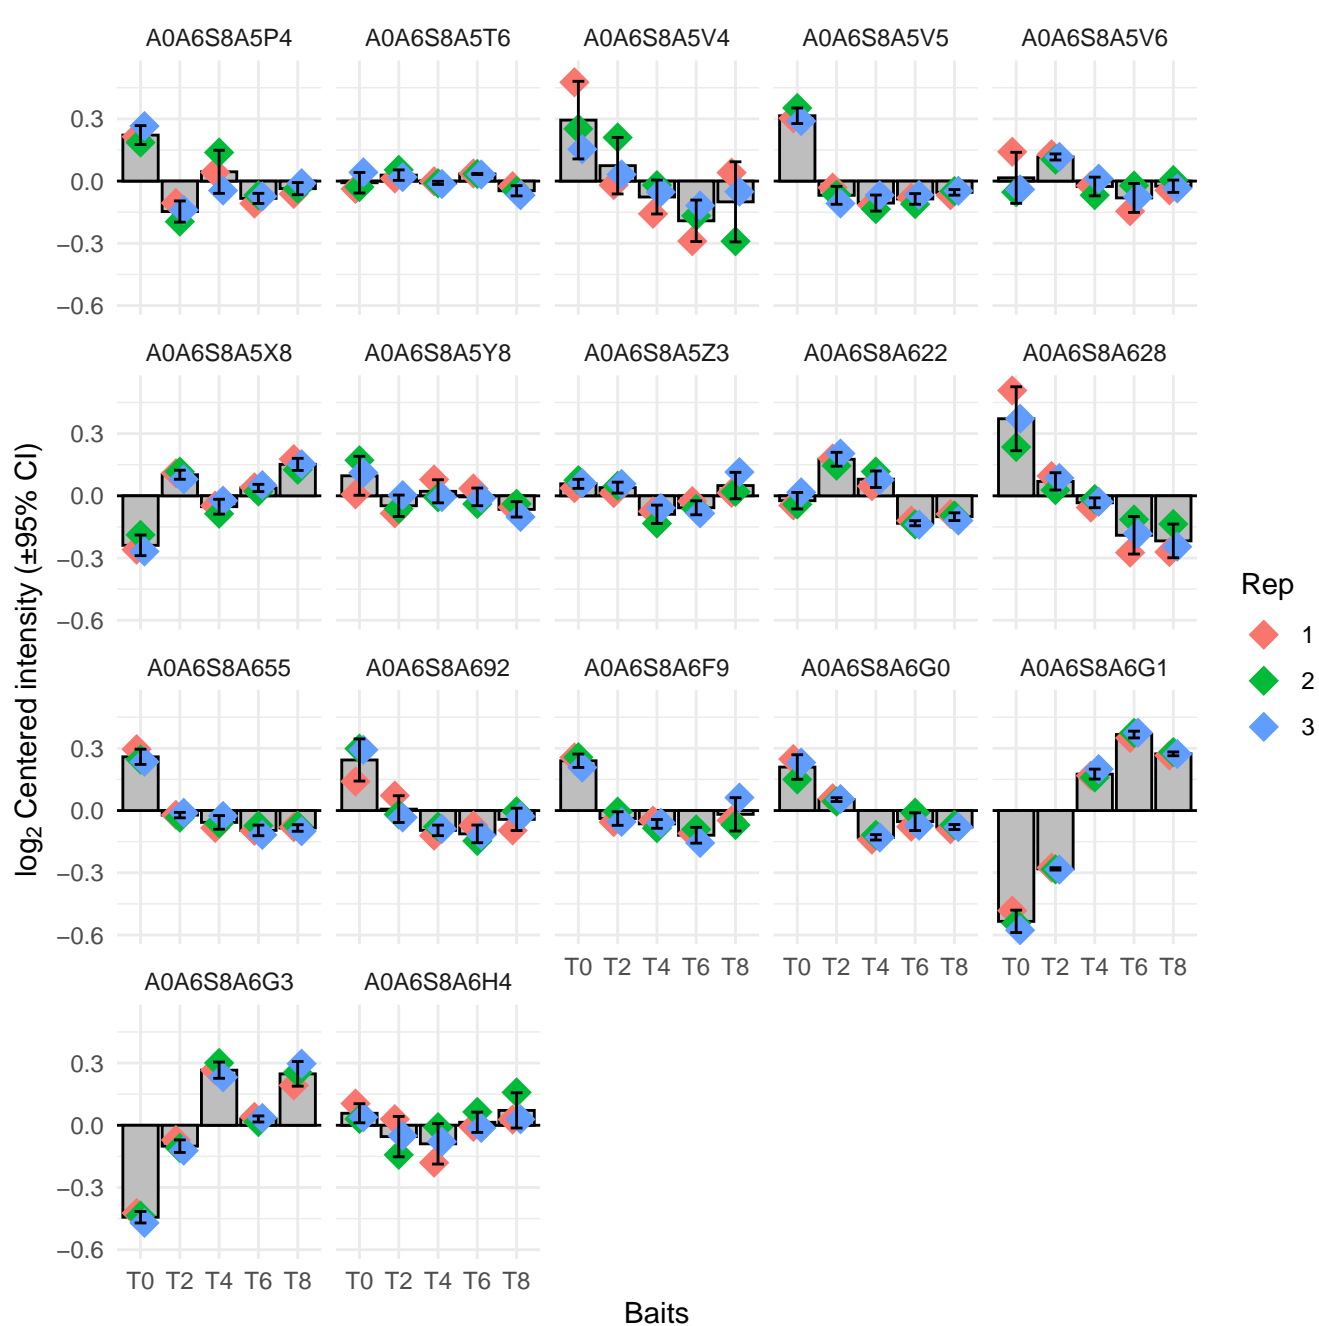 A0A6S8A5P4 A0A6S8A5T6 A0A6S8A5V4 A0A6S8A5V5 A0A6S8A5V6
0.3
0.0
−0.3
−0.6
A0A6S8A5X8 A0A6S8A5Y8 A0A6S8A5Z3 A0A6S8A622 A0A6S8A628
0.3
0.0
−0.3
−0.6
A0A6S8A655 A0A6S8A692 A0A6S8A6F9 A0A6S8A6G0 A0A6S8A6G1
0.3
0.0
−0.3
−0.6
T0 T2 T4 T6 T8 T0 T2 T4 T6 T8 T0 T2 T4 T6 T8
A0A6S8A6G3 A0A6S8A6H4
0.3
0.0
−0.3
−0.6
T0 T2 T4 T6 T8 T0 T2 T4 T6 T8
Baits
log2 Centered intensity (±95% CI)
Rep
1
2
3